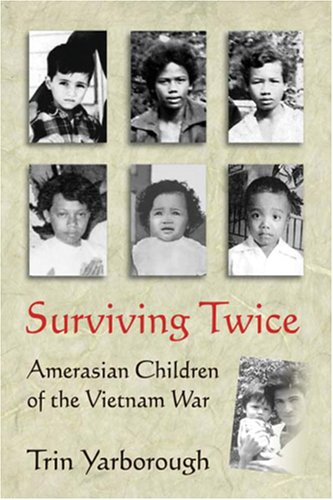 Surviving Twice
Amerasian Children
of the Vietnam War
Trin Yarborough